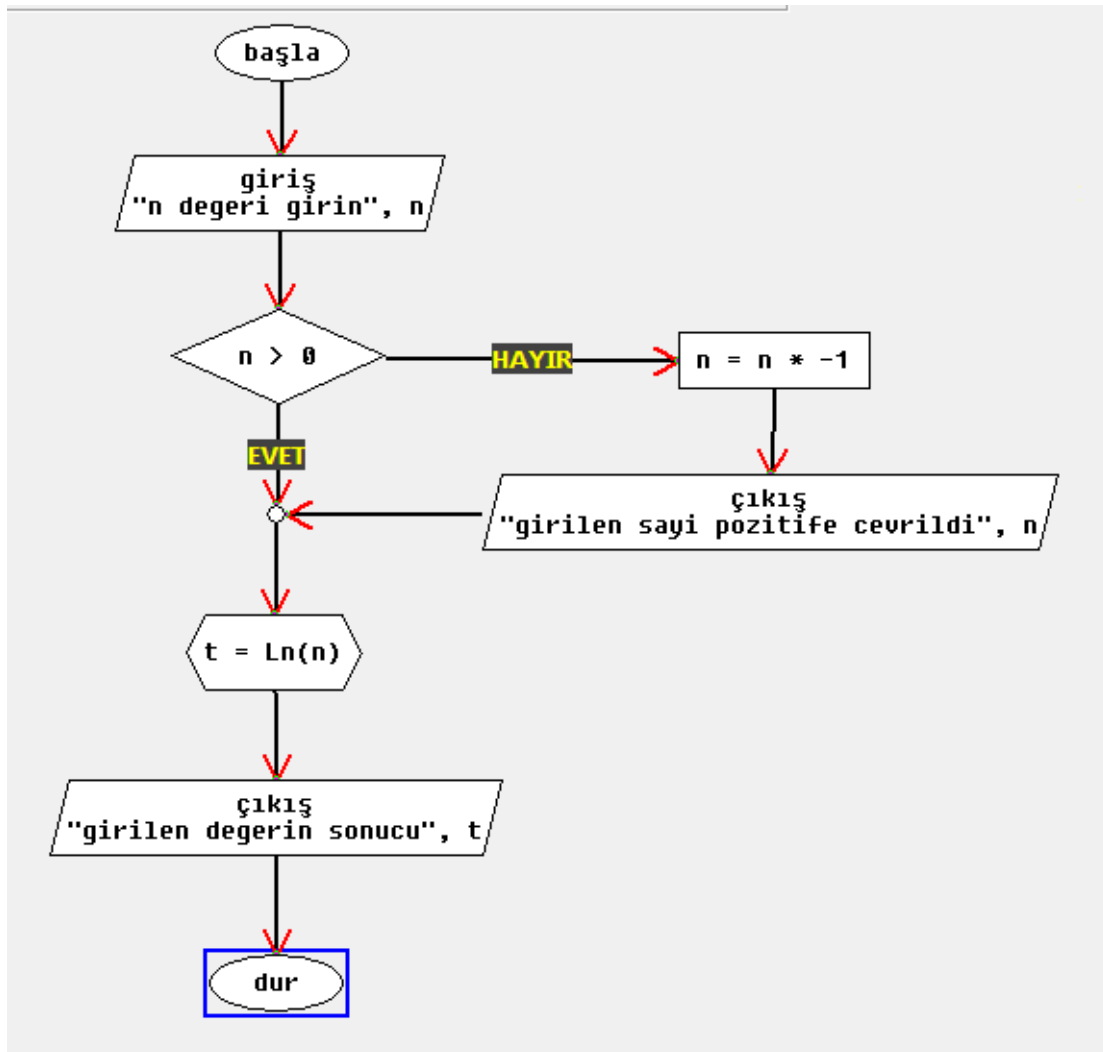 başla
giriş
"n degeri girin", n
n > 0
HAYIR
n = n * -1
EVET
çıkış
"girilen sayi pozitife cevrildi", n
t = Ln(n)
çıkış
"girilen degerin sonucu", t
dur